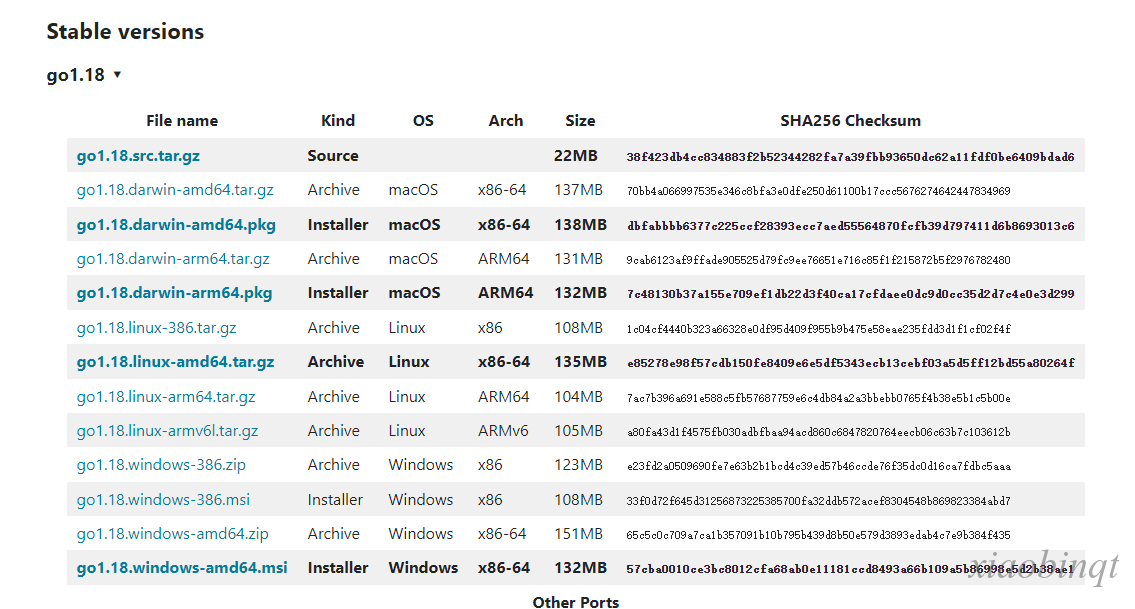 Stable versions
go1.18 ▾
File name Kind OS Arch Size SHA256 Checksum
go1.18.src.tar.gz Source 22MB 38f423db4cc834883f2b52344282fa7a39fbb93650dc62a11fdf0be6409bdad6
go1.18.darwin-amd64.tar.gz Archive macOS x86-64 137MB 70bb4a066997535e346c8bfa3e0dfe250d61100b17ccc5676274642447834969
go1.18.darwin-amd64.pkg Installer macOS x86-64 138MB dbfabbbb6377c225ccf28393ecc7aed55564870fcfb39d797411d6b8693013c6
go1.18.darwin-arm64.tar.gz Archive macOS ARM64 131MB 9cab6123af9ffade905525d79fc9ee76651e716c85f1f215872b5f2976782480
go1.18.darwin-arm64.pkg Installer macOS ARM64 132MB 7c48130b37a155e709ef1db22d3f40ca17cfdaee0dc9d0cc35d2d7c4e0e3d299
go1.18.linux-386.tar.gz Archive Linux x86 108MB 1c04cf4440b323a66328e0df95d409f955b9b475e58eae235fdd3d1f1cf02f4f
go1.18.linux-amd64.tar.gz Archive Linux x86-64 135MB e85278e98f57cdb150fe8409e6e5df5343ecb13cebf03a5d5ff12bd55a80264f
go1.18.linux-arm64.tar.gz Archive Linux ARM64 104MB 7ac7b396a691e588c5fb57687759e6c4db84a2a3bbebb0765f4b38e5b1c5b00e
go1.18.linux-armv6l.tar.gz Archive Linux ARMv6 105MB a80fa43d1f4575fb030adbfbaa94acd860c6847820764eecb06c63b7c103612b
go1.18.windows-386.zip Archive Windows x86 123MB e23fd2a0509690fe7e63b2b1bcd4c39ed57b46ccde76f35dc0d16ca7fdbc5aaa
go1.18.windows-386.msi Installer Windows x86 108MB 33f0d72f645d31256873225385700fa32ddb572acef8304548b869823384abd7
go1.18.windows-amd64.zip Archive Windows x86-64 151MB 65c5c0c709a7ca1b357091b10b795b439d8b50e579d3893edab4c7e9b384f435
go1.18.windows-amd64.msi Installer Windows x86-64 132MB 57cba0010ce3bc8012cfa68ab0e11181ccd8493a66b109a5b86998e5d2b38ae1
xiaobinqt
Other Ports